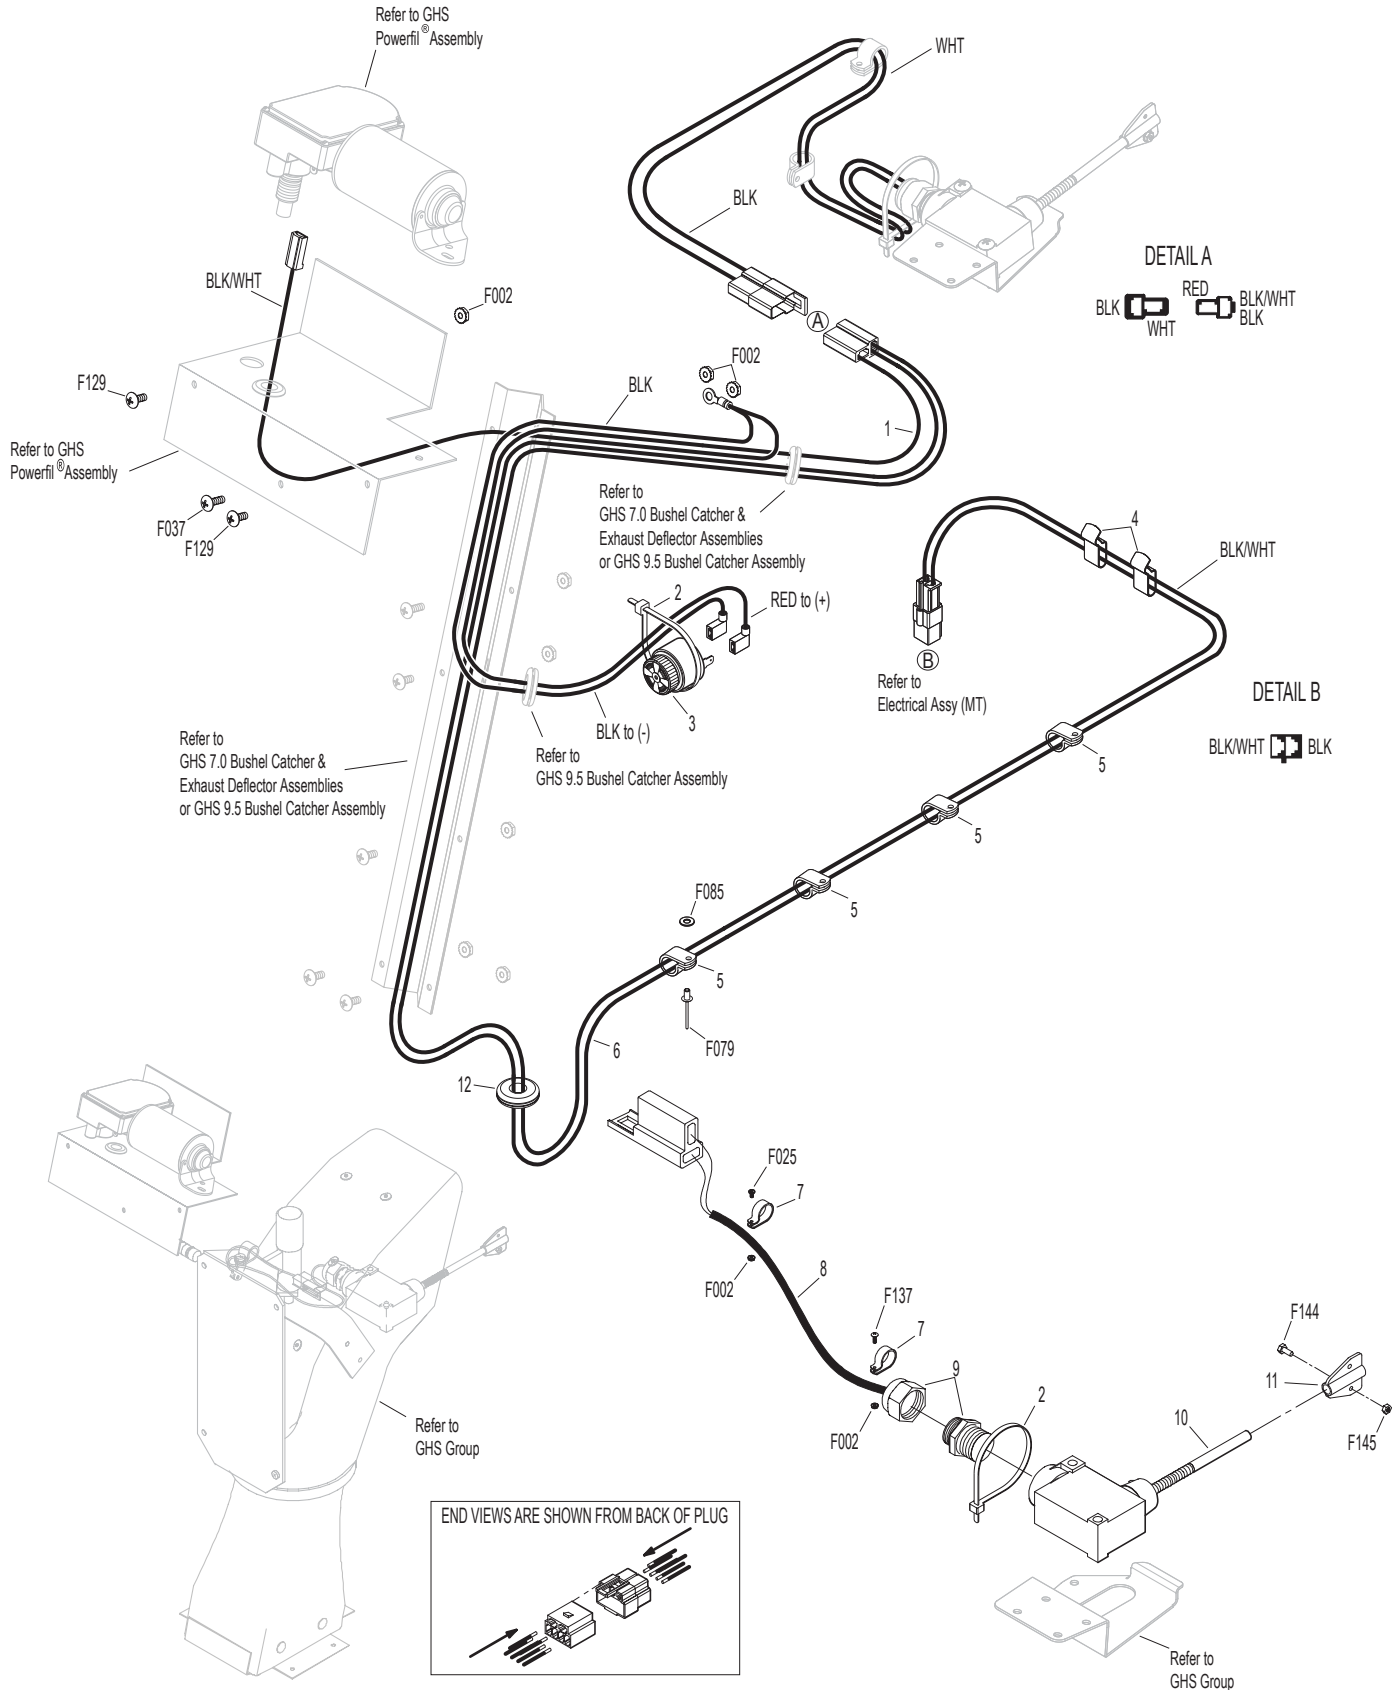 Refer to GHS
Powerfil ® Assembly
WHT
BLK
DETAIL A
BLK
WHT
RED
BLK/WHT
BLK
A
BLK/WHT
F002
F002
F129
BLK
1
Refer to GHS
Powerfil ® Assembly
F037
F129
Refer to
GHS 7.0 Bushel Catcher &
Exhaust Deflector Assemblies
or GHS 9.5 Bushel Catcher Assembly
4
BLK/WHT
2
RED to (+)
B
Refer to
Electrical Assy (MT)
DETAIL B
BLK/WHT
BLK
3
BLK to (-)
Refer to
GHS 9.5 Bushel Catcher Assembly
Refer to
GHS 7.0 Bushel Catcher &
Exhaust Deflector Assemblies
or GHS 9.5 Bushel Catcher Assembly
5
5
5
F085
5
F079
6
12
F025
7
F002
8
F137
7
9
F002
2
F144
11
F145
10
Refer to
GHS Group
END VIEWS ARE SHOWN FROM BACK OF PLUG
Refer to
GHS Group